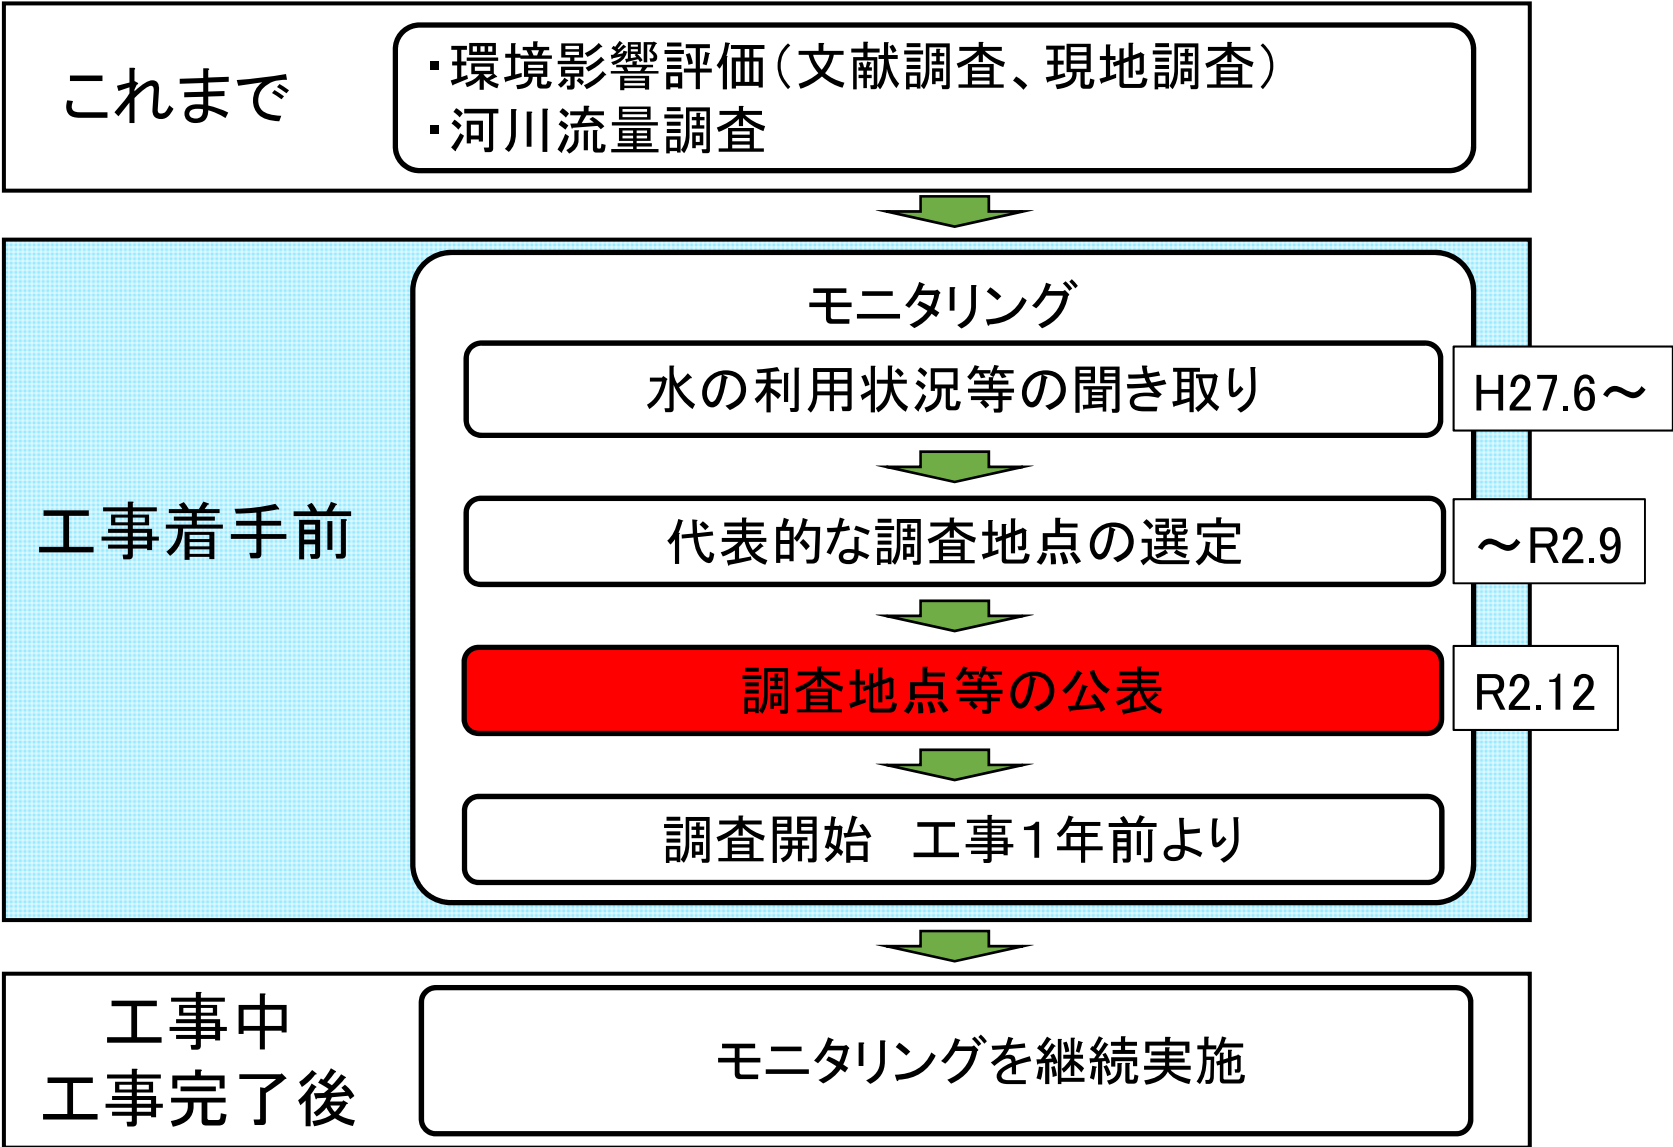 これまで
・環境影響評価(文献調査、現地調査)
・河川流量調査
工事着手前
モニタリング
水の利用状況等の聞き取り
H27.6～
代表的な調査地点の選定
～R2.9
調査地点等の公表
R2.12
調査開始　工事１年前より
工事中
工事完了後
モニタリングを継続実施